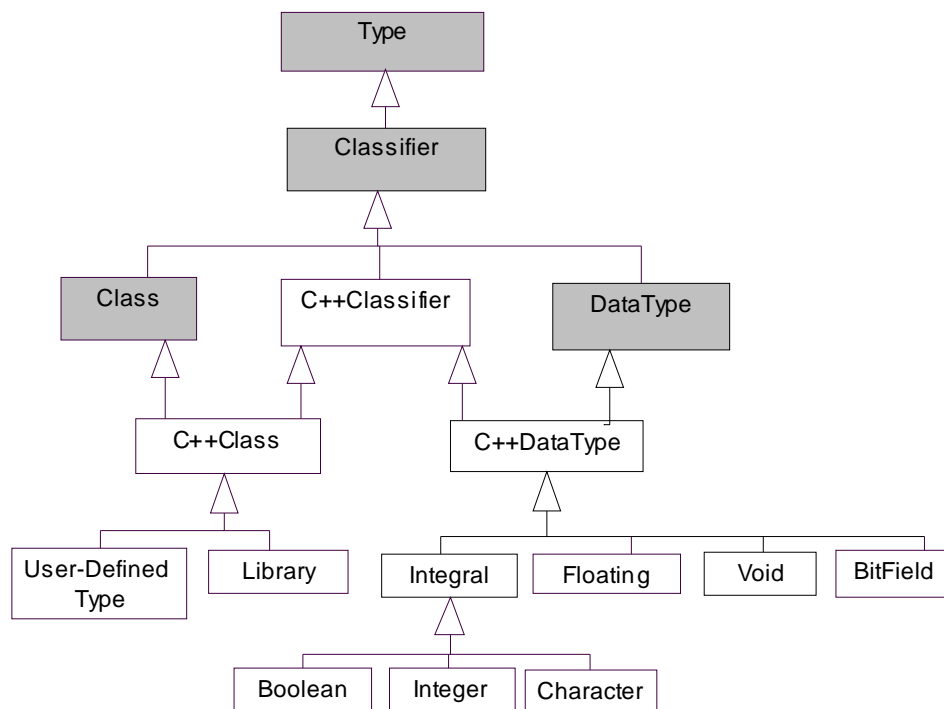 Type
Classifier
Class
C++Classifier
DataType
C++Class
C++DataType
User-Defined
Type
Library
Integral
Floating
Void
BitField
Boolean
Integer
Character